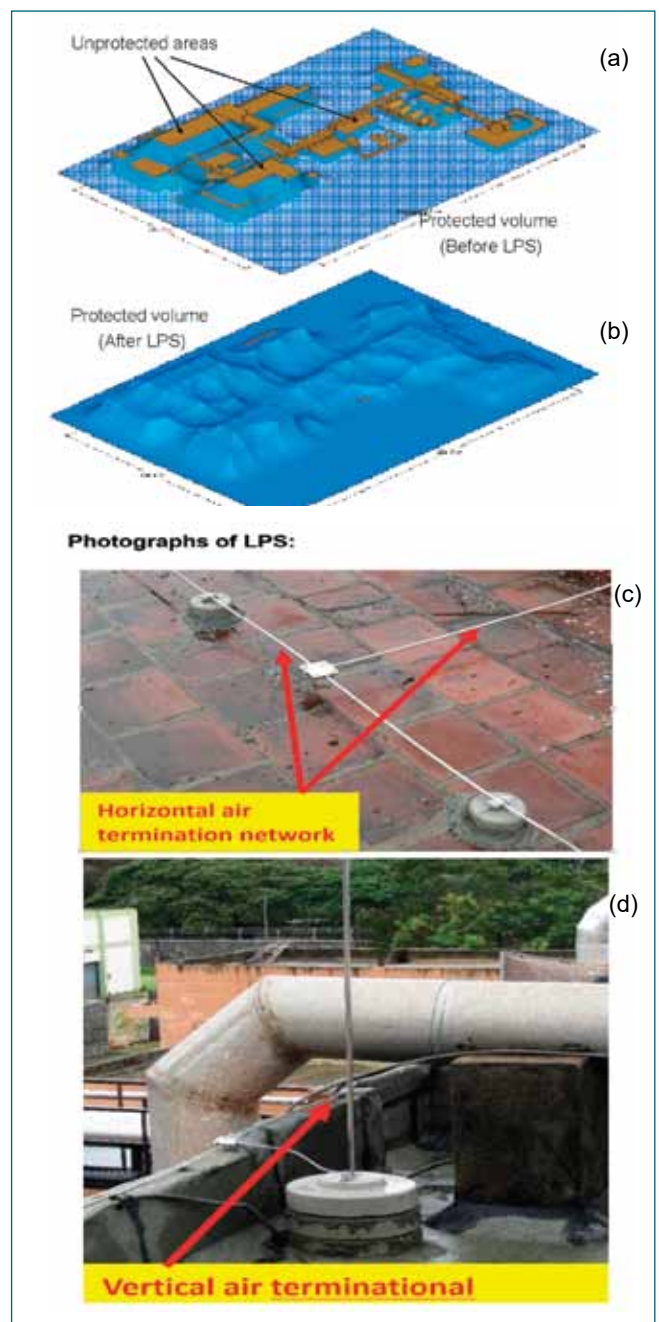 Unprotected areas
(a)
Protected volume
(Before LPS)
Protected volume
(After LPS)
(b)
Photographs of LPS:
(c)
Horizontal air
termination network
(d)
Vertical air terminational